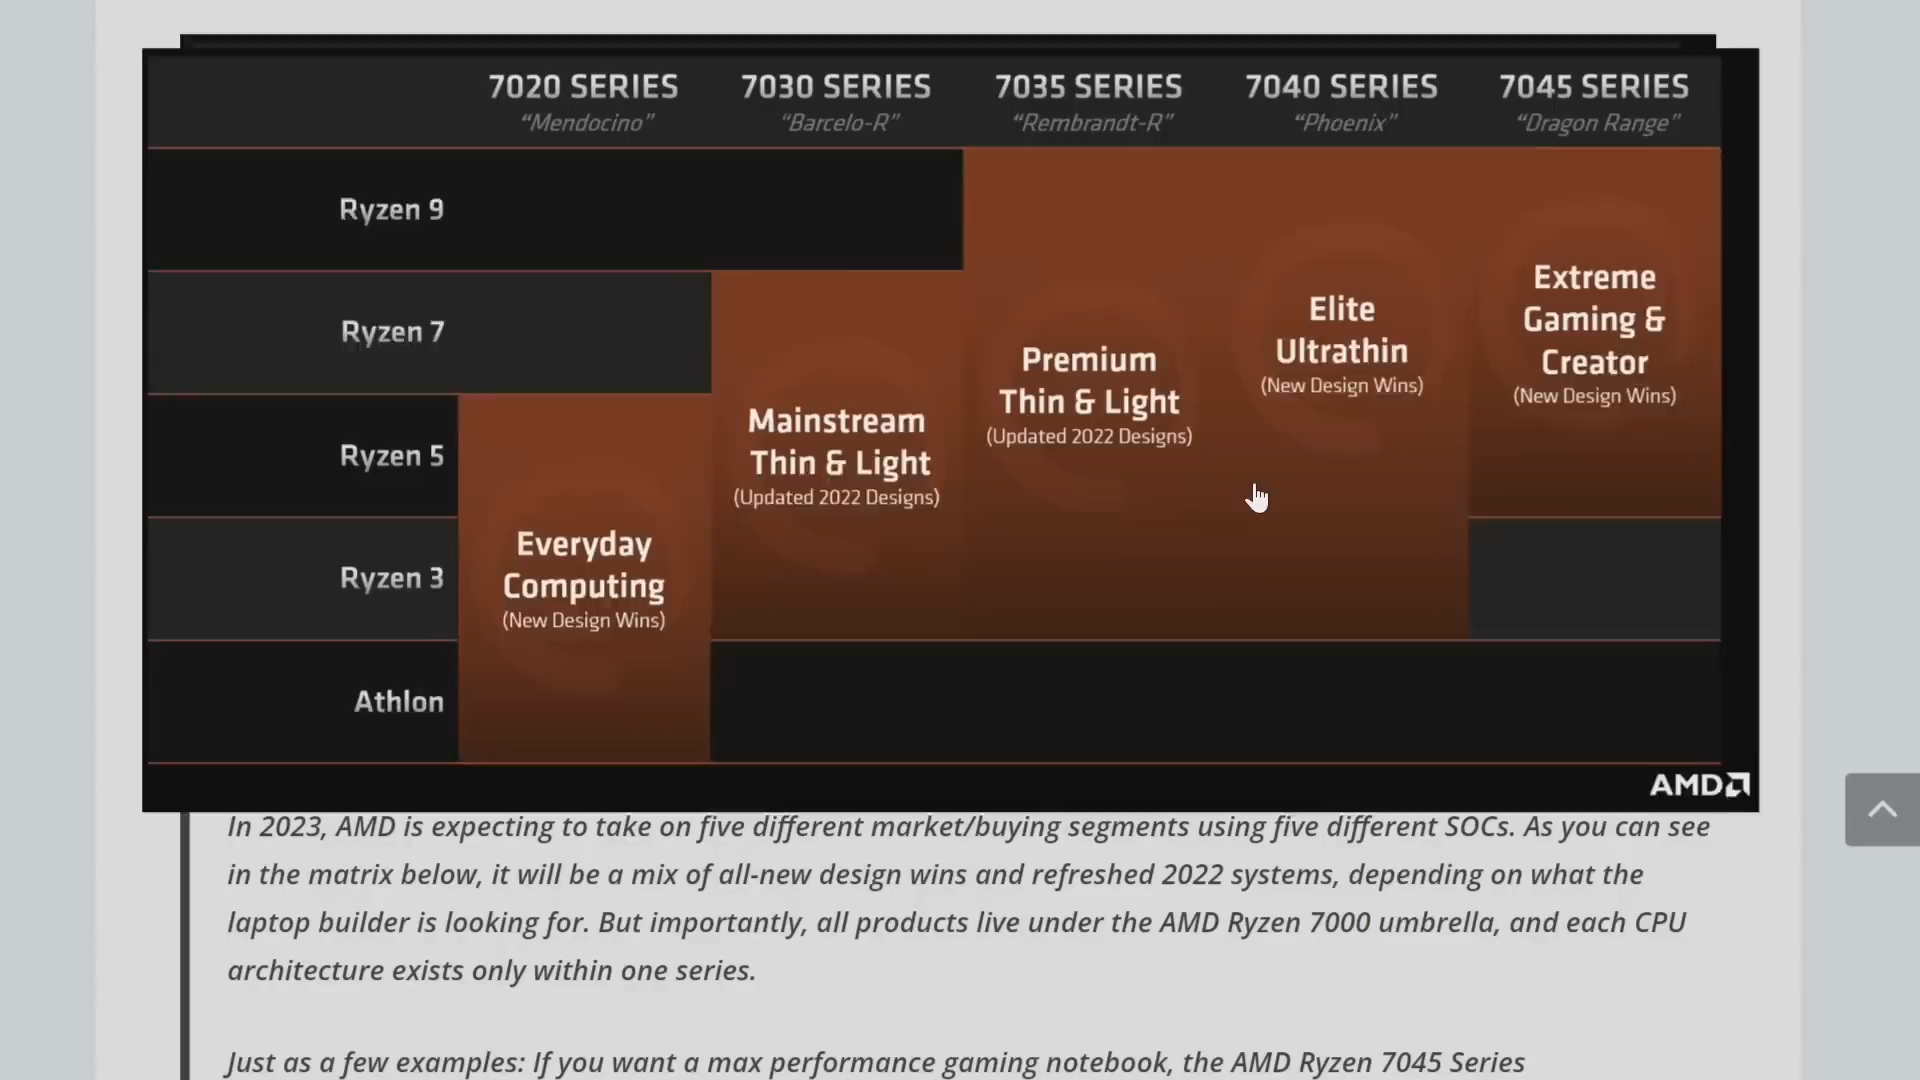 7020 SERIES 7030 SERIES 7035 SERIES 7040 SERIES 7045 SERIES
“Mendocino” “Barcelo-R” “Rembrandt-R” “Phoenix” “Dragon Range”
Ryzen 9
Ryzen 7
Ryzen 5
Ryzen 3
Athlon
Everyday
Computing
(New Design Wins)
Mainstream
Thin & Light
(Updated 2022 Designs)
Premium
Thin & Light
(Updated 2022 Designs)
Elite
Ultrathin
(New Design Wins)
Extreme
Gaming &
Creator
(New Design Wins)
AMD
In 2023, AMD is expecting to take on five different market/buying segments using five different SOCs. As you can see
in the matrix below, it will be a mix of all-new design wins and refreshed 2022 systems, depending on what the
laptop builder is looking for. But importantly, all products live under the AMD Ryzen 7000 umbrella, and each CPU
architecture exists only within one series.
Just as a few examples: If you want a max performance gaming notebook, the AMD Ryzen 7045 Series